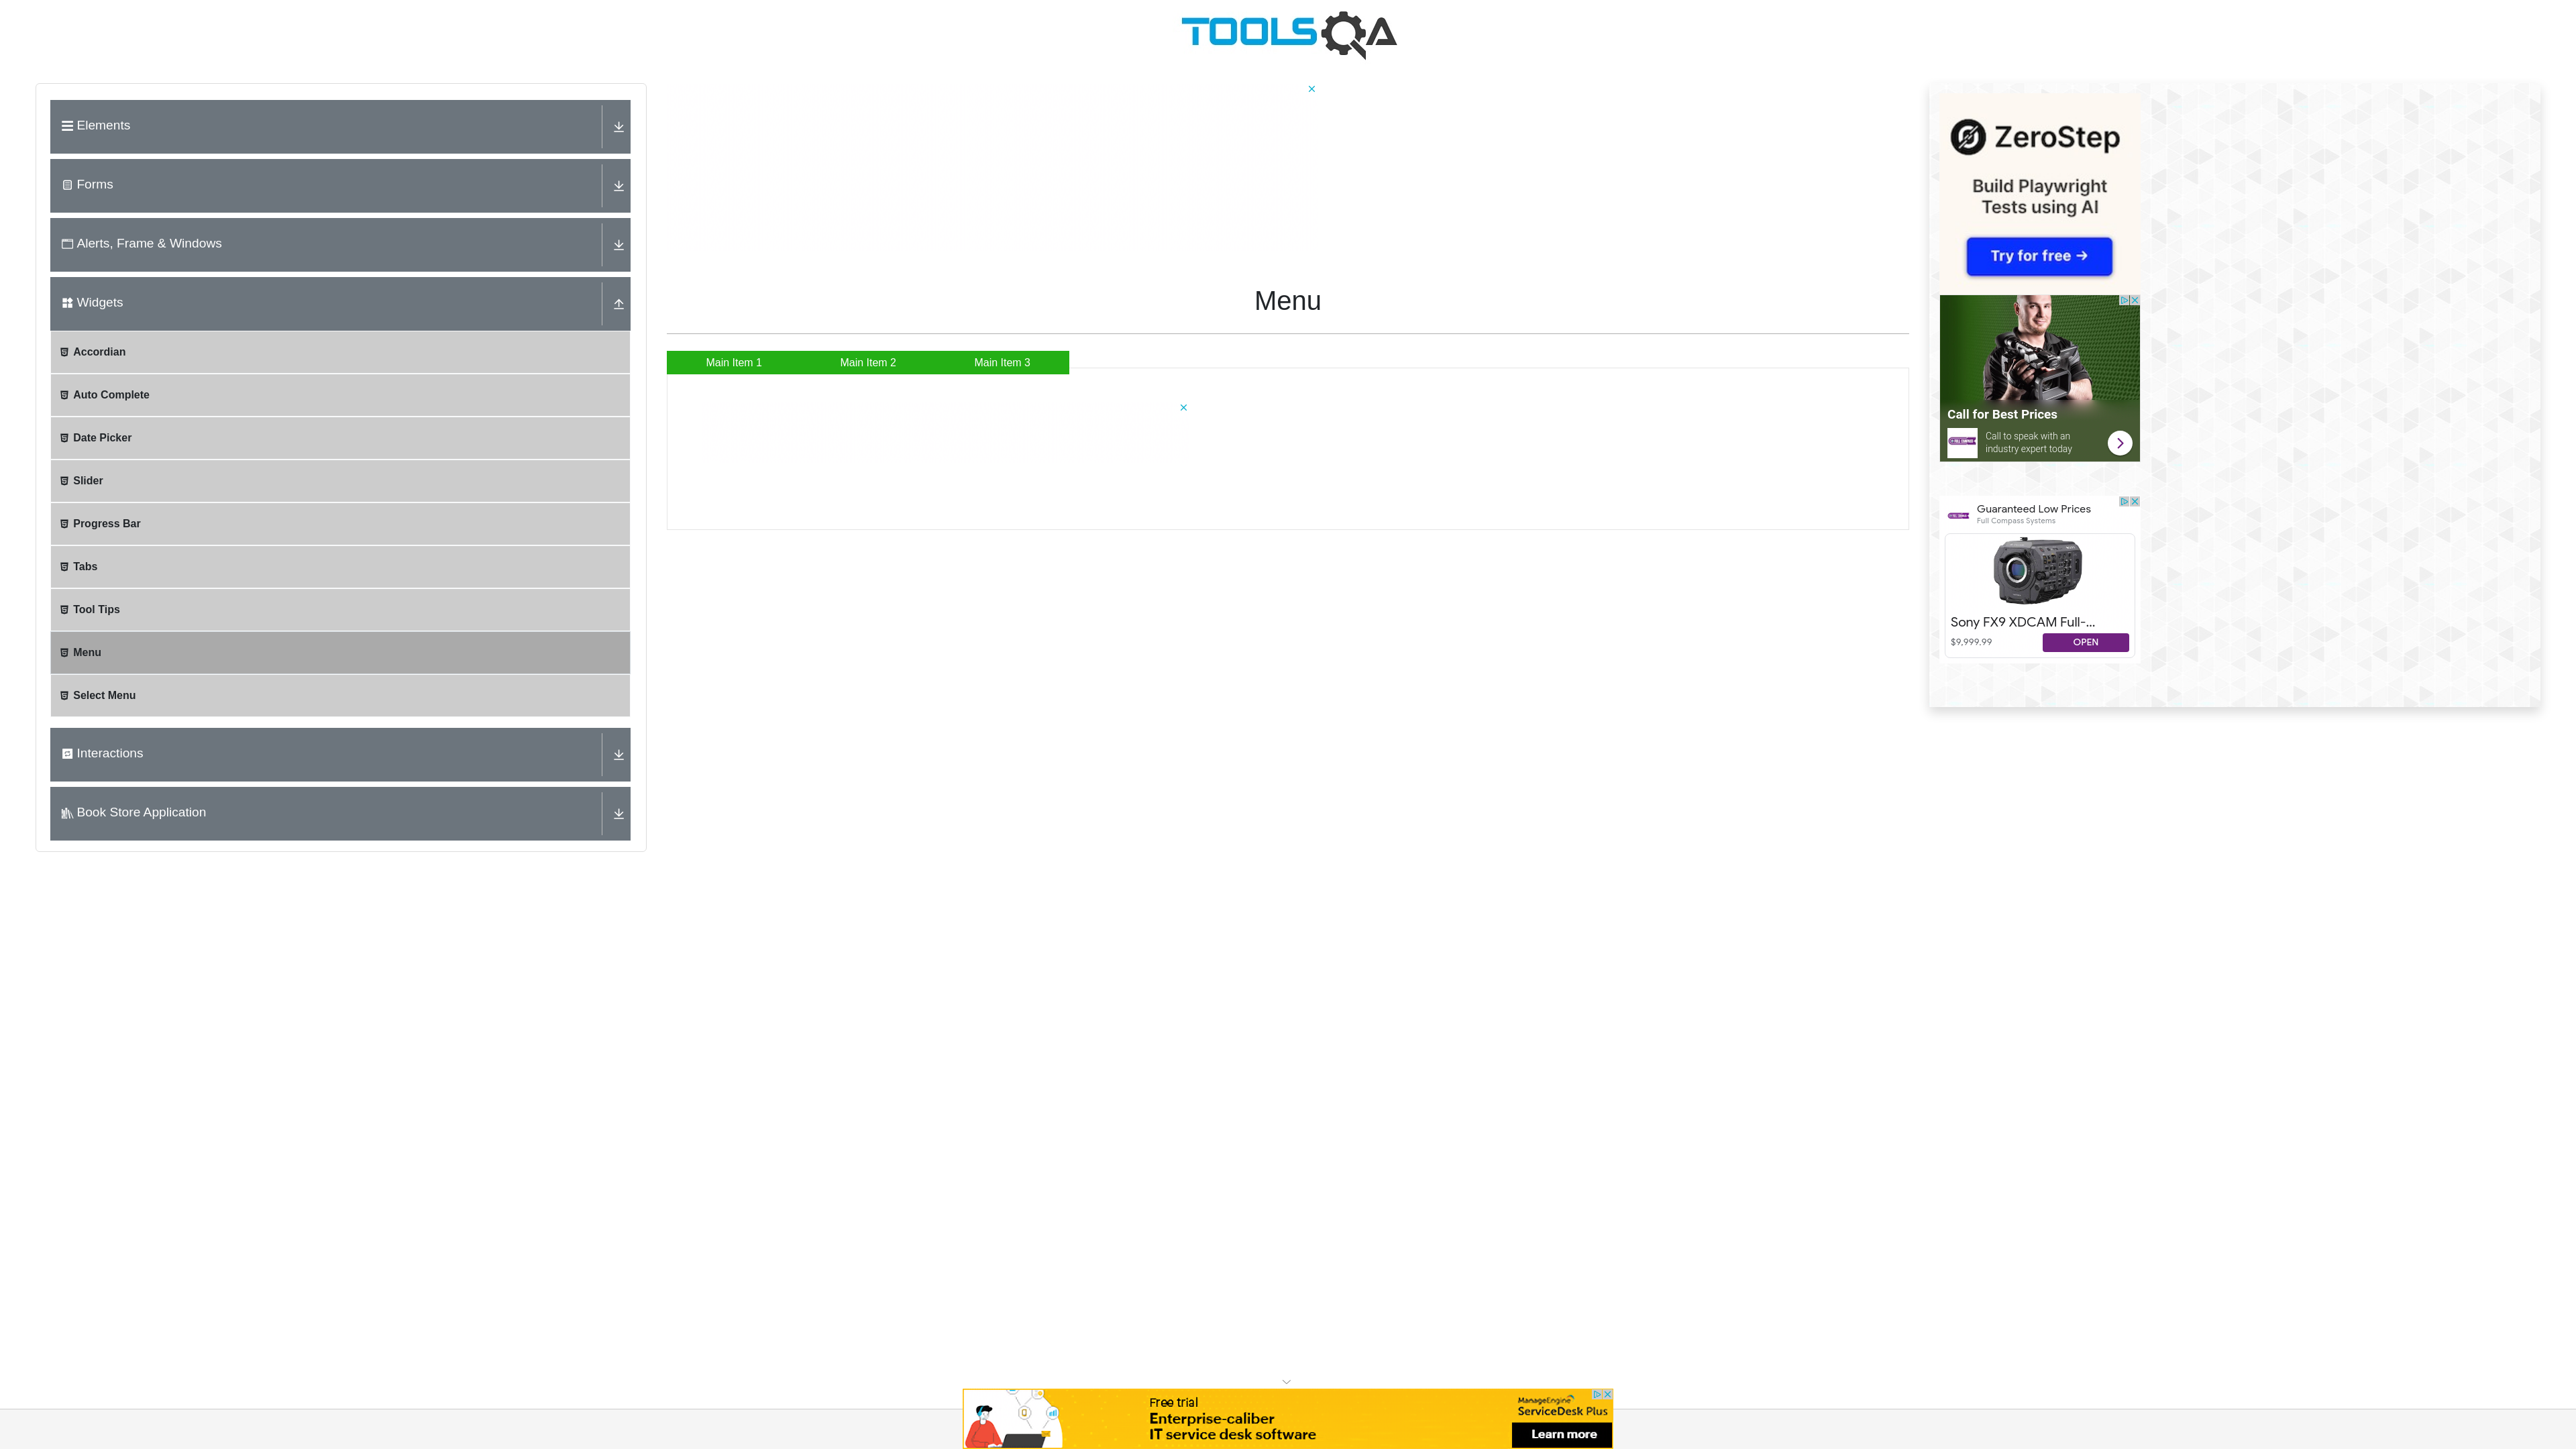 TOOLSQA
Elements
Forms
Alerts, Frame & Windows
Widgets
Accordian
Auto Complete
Date Picker
Slider
Progress Bar
Tabs
Tool Tips
Menu
Select Menu
Interactions
Book Store Application
Menu
Main Item 1
Main Item 2
Main Item 3
ZeroStep
Build Playwright
Tests using AI
Try for free →
Call for Best Prices
Call to speak with an
industry expert today
Guaranteed Low Prices
Full Compass Systems
Sony FX9 XDCAM Full-...
$9,999.99
OPEN
Free trial
Enterprise-caliber
IT service desk software
ManageEngine
ServiceDesk Plus
Learn more